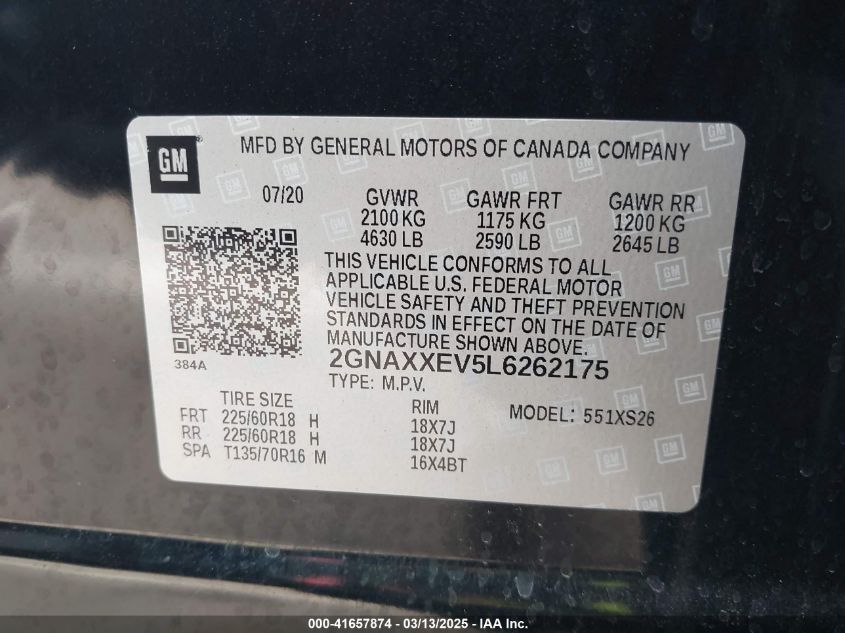 GM
MFD BY GENERAL MOTORS OF CANADA COMPANY
07/20 GVWR GAWR FRT GAWR RR
2100 KG 1175 KG 1200 KG
4630 LB 2590 LB 2645 LB
THIS VEHICLE CONFORMS TO ALL
APPLICABLE U.S. FEDERAL MOTOR
VEHICLE SAFETY AND THEFT PREVENTION
STANDARDS IN EFFECT ON THE DATE OF
MANUFACTURE SHOWN ABOVE.
384A
2GNAXXEV5L6262175
TYPE: M.P.V.
TIRE SIZE RIM MODEL: 551XS26
FRT 225/60R18 H 18X7J
RR 225/60R18 H 18X7J
SPA T135/70R16 M 16X4BT
000-41657874 / 03/13/2025 - IAA Inc.